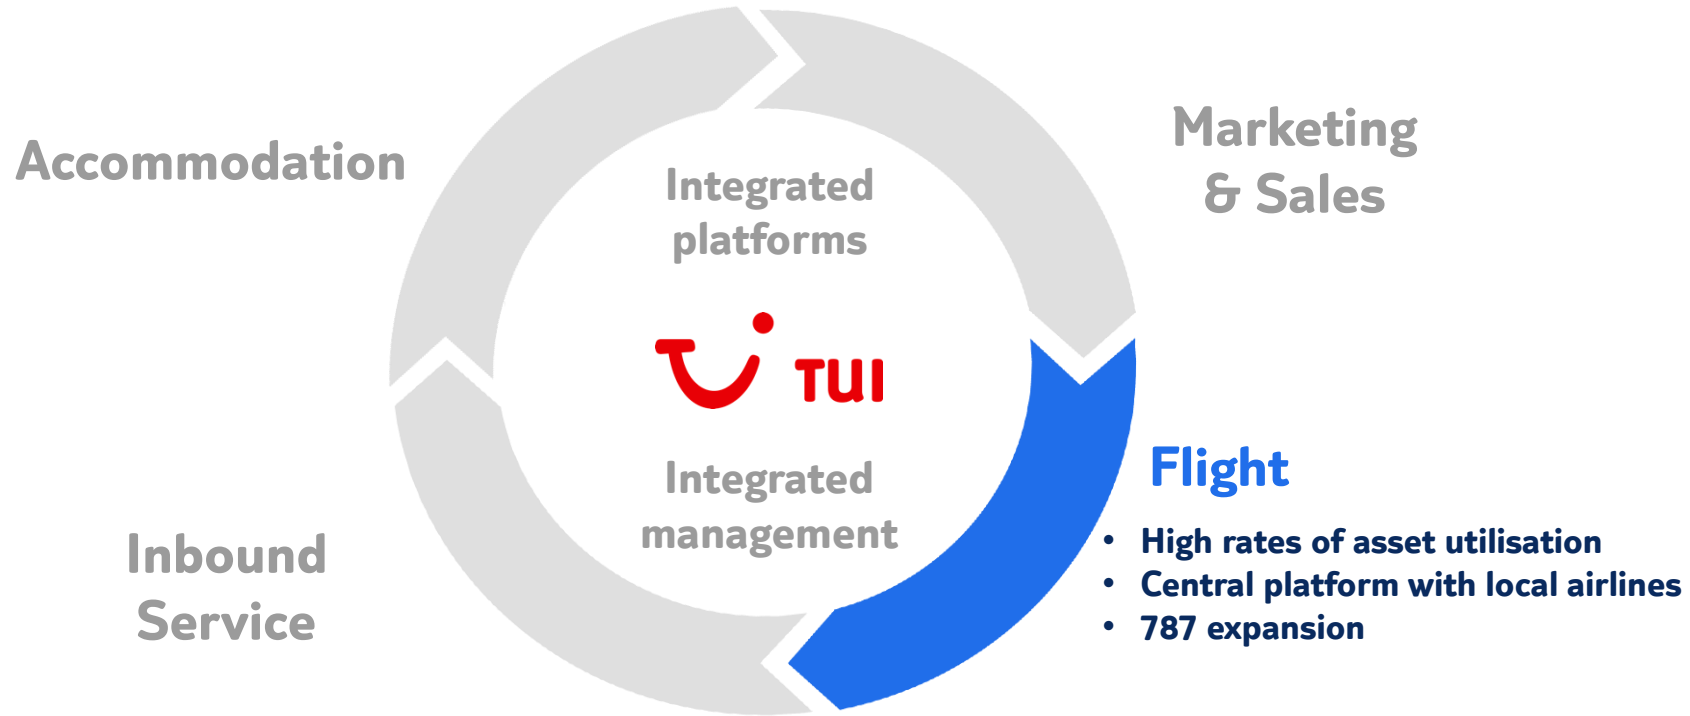 Accommodation
Marketing
& Sales
Integrated
platforms
TUI
Integrated
management
Flight
• High rates of asset utilisation
• Central platform with local airlines
• 787 expansion
Inbound
Service